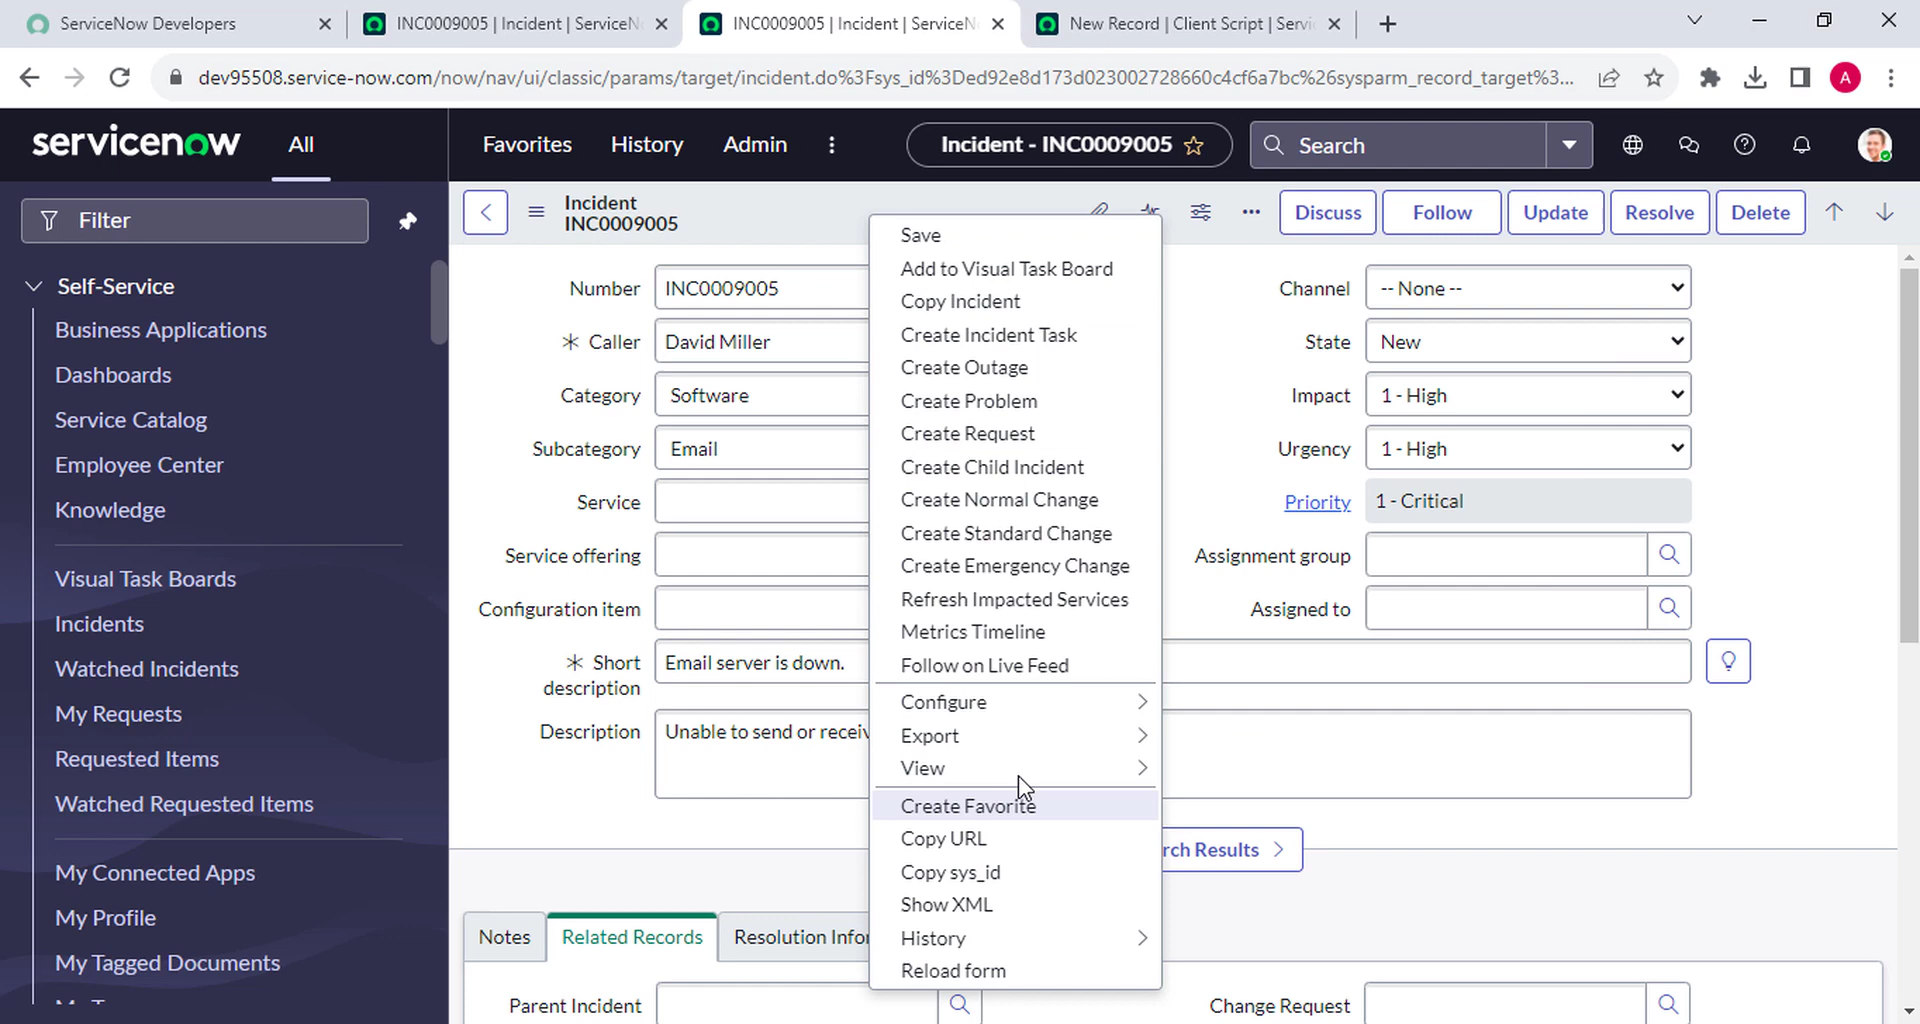 ServiceNow Developers
INC0009005 | Incident | ServiceN
INC0009005 | Incident | ServiceN
New Record | Client Script | Servi
dev95508.service-now.com/now/nav/ui/classic/params/target/incident.do%3Fsys_id%3Ded92e8d173d023002728660c4cf6a7bc%26sysparm_record_target%3...
A
servicenow
All
Favorites
History
Admin
Incident - INC0009005
Search
Filter
Incident
INC0009005
Discuss
Follow
Update
Resolve
Delete
Self-Service
Business Applications
Dashboards
Service Catalog
Employee Center
Knowledge
Visual Task Boards
Incidents
Watched Incidents
My Requests
Requested Items
Watched Requested Items
My Connected Apps
My Profile
My Tagged Documents
Number INC0009005
Caller David Miller
Category Software
Subcategory Email
Service
Service offering
Configuration item
Short description Email server is down.
Description Unable to send or receiv
Save
Add to Visual Task Board
Copy Incident
Create Incident Task
Create Outage
Create Problem
Create Request
Create Child Incident
Create Normal Change
Create Standard Change
Create Emergency Change
Refresh Impacted Services
Metrics Timeline
Follow on Live Feed
Configure
Export
View
Create Favorite
Copy URL
Copy sys_id
Show XML
History
Reload form
Channel -- None --
State New
Impact 1 - High
Urgency 1 - High
Priority 1 - Critical
Assignment group
Assigned to
rch Results
Notes
Related Records
Resolution Infor
Parent Incident
Change Request